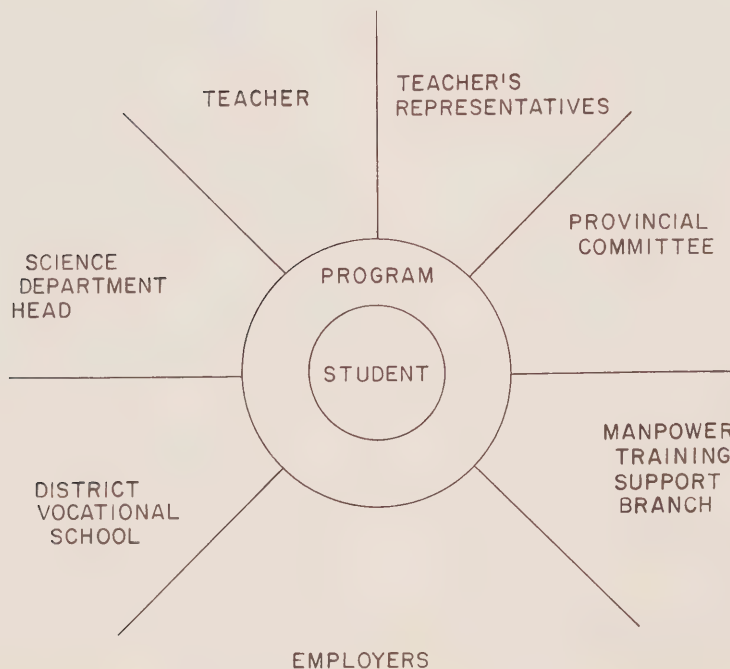 TEACHER
TEACHER'S
REPRESENTATIVES
PROVINCIAL
COMMITTEE
SCIENCE
DEPARTMENT
HEAD
PROGRAM
STUDENT
MANPOWER
TRAINING
SUPPORT
BRANCH
DISTRICT
VOCATIONAL
SCHOOL
EMPLOYERS